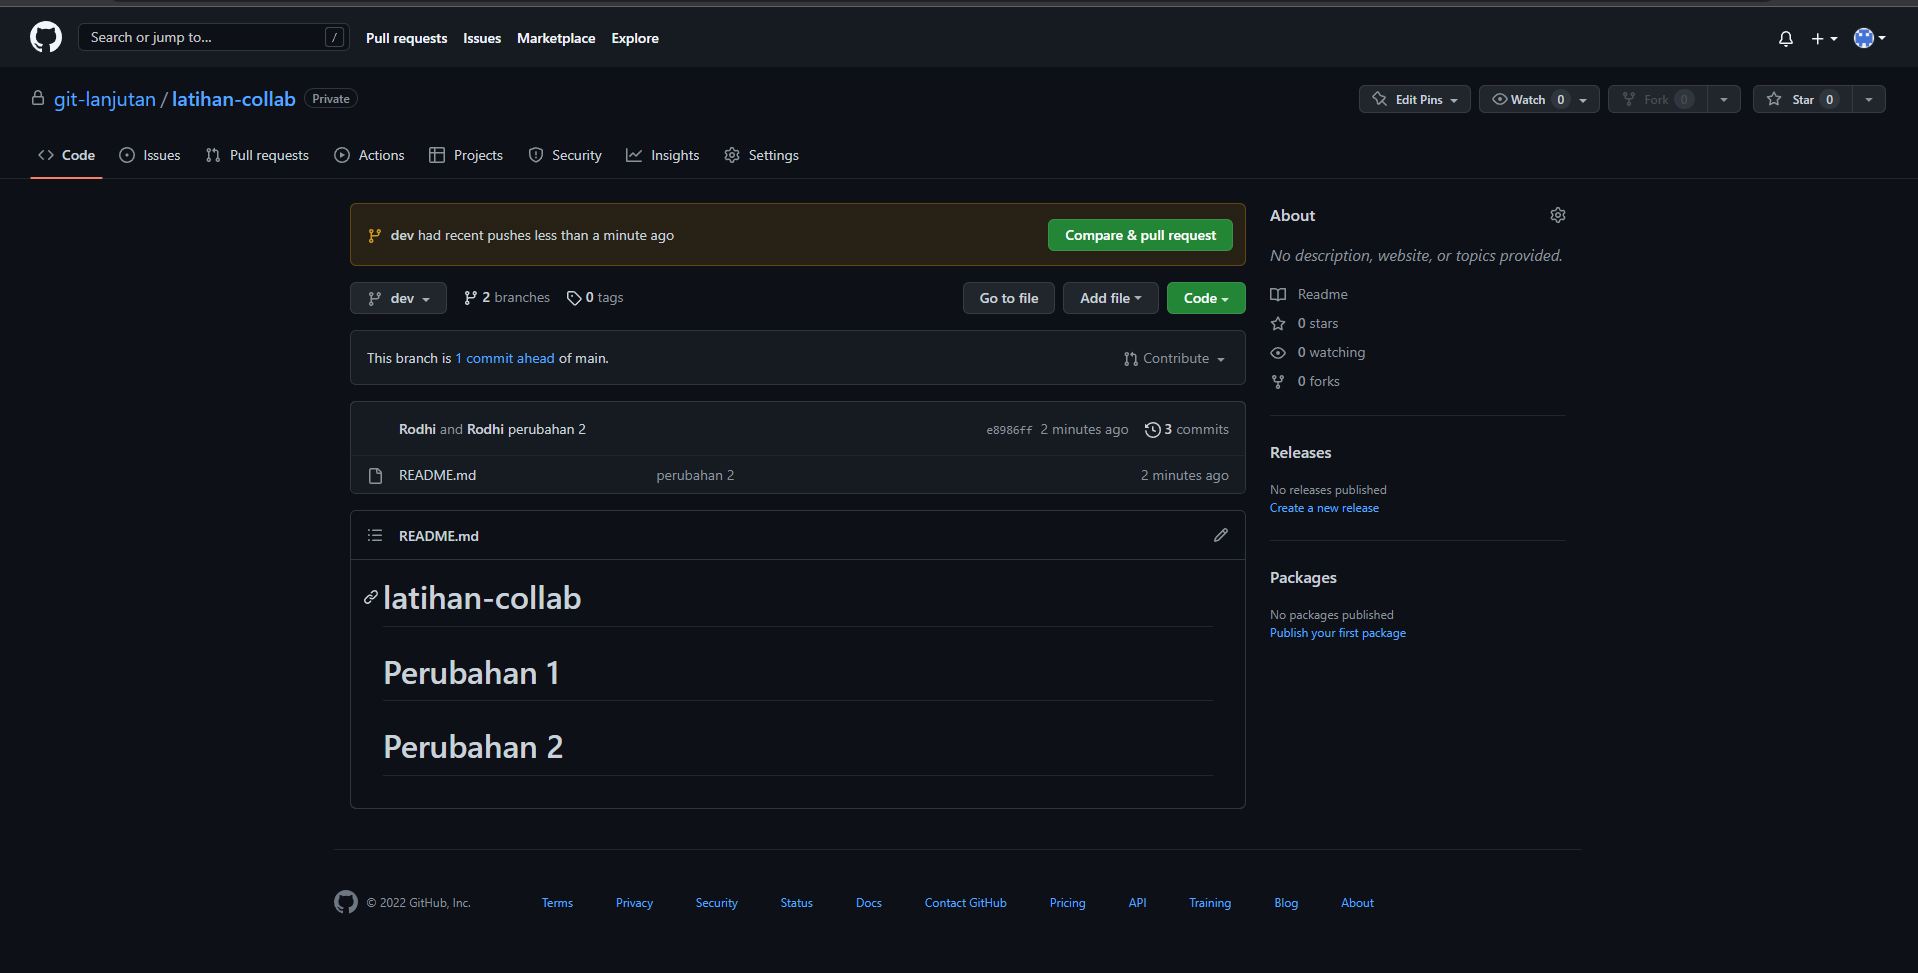 Search or jump to... /
Pull requests Issues Marketplace Explore
git-lanjutan / latihan-collab Private
Edit Pins Watch 0 Fork 0 Star 0
Code Issues Pull requests Actions Projects Security Insights Settings
dev had recent pushes less than a minute ago
Compare & pull request
dev 2 branches 0 tags
Go to file Add file Code
This branch is 1 commit ahead of main.
Contribute
Rodhi and Rodhi perubahan 2
e8986ff 2 minutes ago 3 commits
README.md perubahan 2 2 minutes ago
README.md
latihan-collab
Perubahan 1
Perubahan 2
About
No description, website, or topics provided.
Readme
0 stars
0 watching
0 forks
Releases
No releases published
Create a new release
Packages
No packages published
Publish your first package
© 2022 GitHub, Inc.
Terms Privacy Security Status Docs Contact GitHub Pricing API Training Blog About